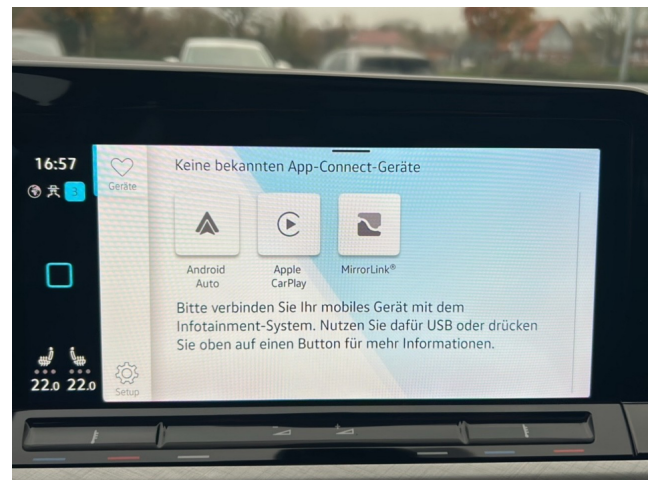 16:57
3
Geräte
Keine bekannten App-Connect-Geräte
Android
Auto
Apple
CarPlay
MirrorLink®
Bitte verbinden Sie Ihr mobiles Gerät mit dem
Infotainment-System. Nutzen Sie dafür USB oder drücken
Sie oben auf einen Button für mehr Informationen.
22.0 22.0
Setup